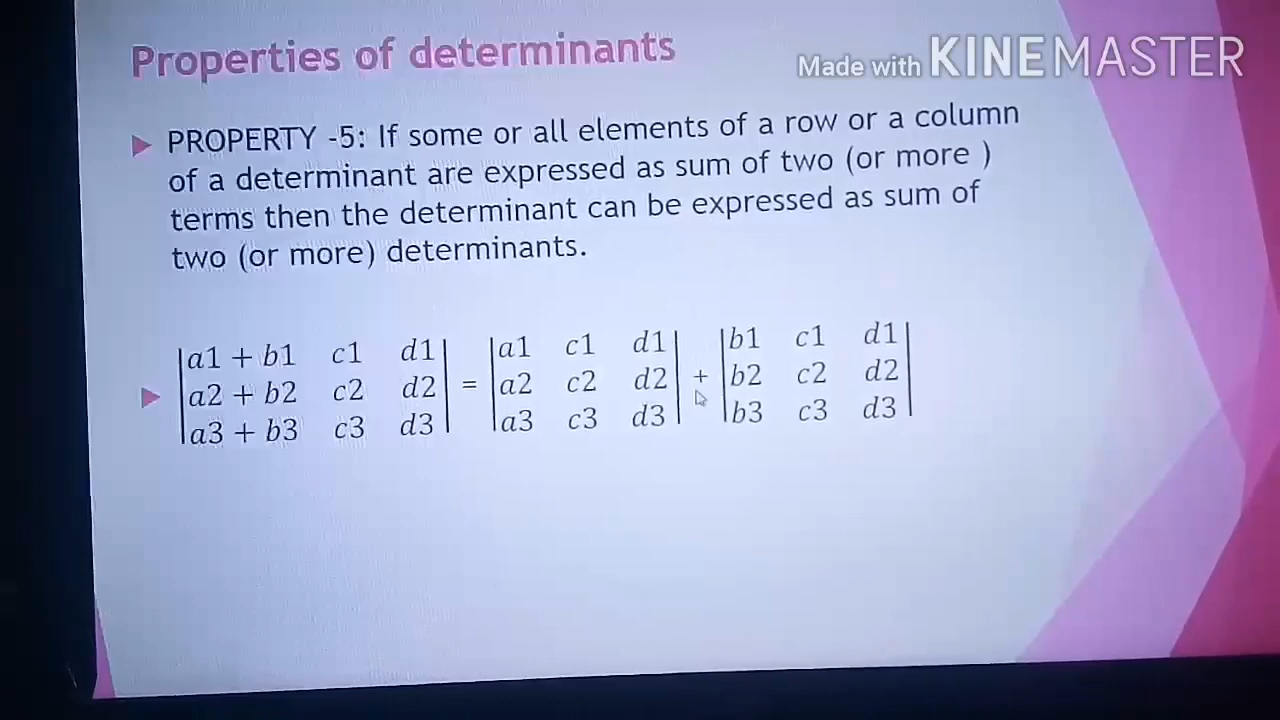 Properties of determinants
Made with KINEMASTER
PROPERTY -5: If some or all elements of a row or a column
of a determinant are expressed as sum of two (or more )
terms then the determinant can be expressed as sum of
two (or more) determinants.
|a1 + b1 c1 d1| |a1 c1 d1| |b1 c1 d1|
|a2 + b2 c2 d2| = |a2 c2 d2| + |b2 c2 d2|
|a3 + b3 c3 d3| |a3 c3 d3| |b3 c3 d3|